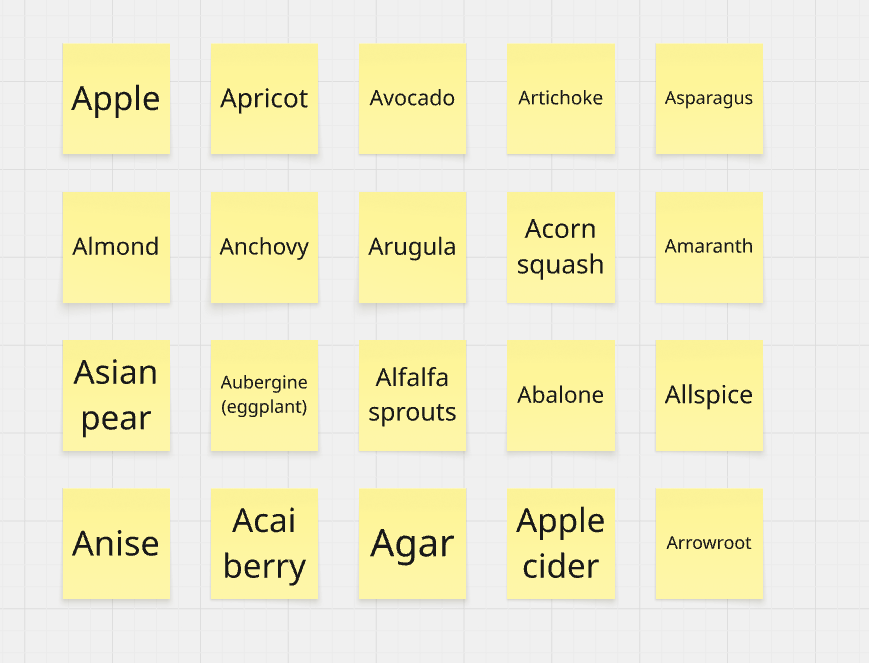 Apple
Apricot
Avocado
Artichoke
Asparagus
Almond
Anchovy
Arugula
Acorn
squash
Amaranth
Asian
pear
Aubergine
(eggplant)
Alfalfa
sprouts
Abalone
Allspice
Anise
Acai
berry
Agar
Apple
cider
Arrowroot